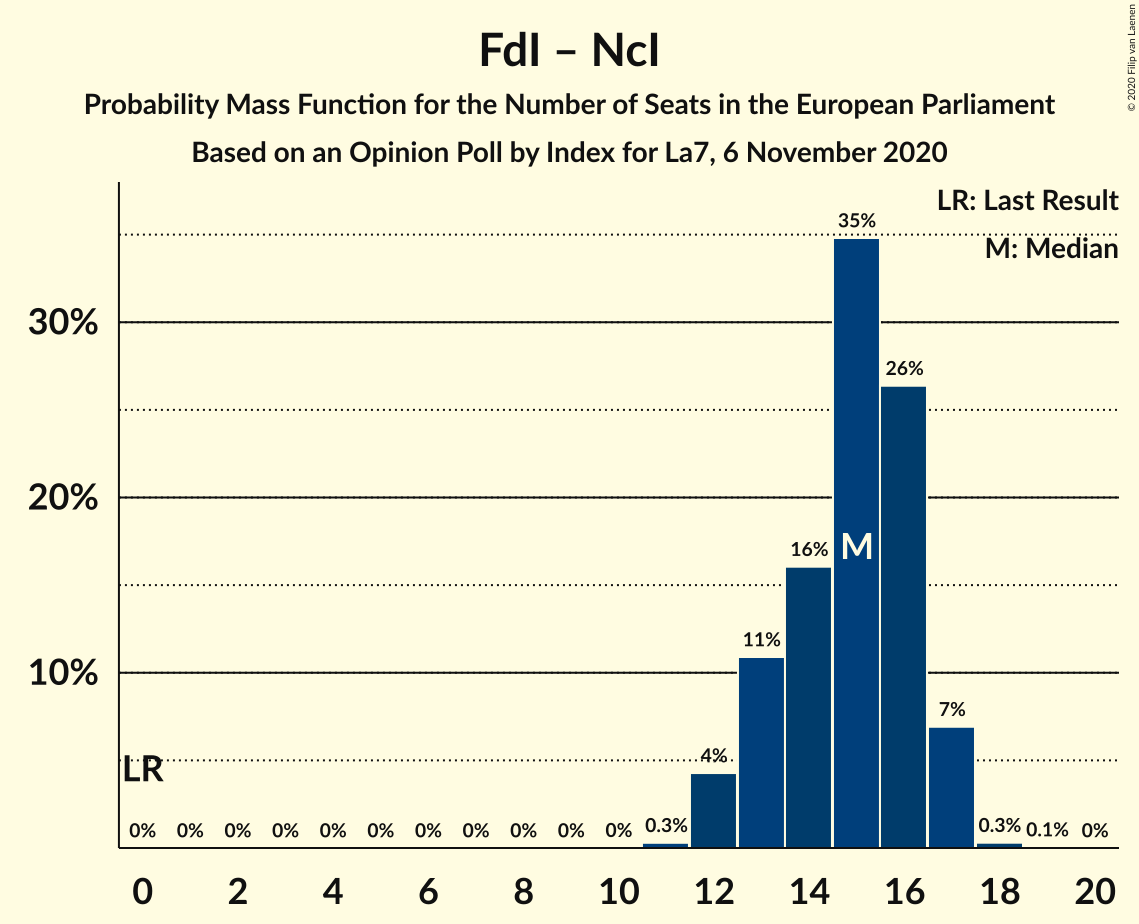 FdI – NcI
Probability Mass Function for the Number of Seats in the European Parliament
Based on an Opinion Poll by Index for La7, 6 November 2020
© 2020 Filip van Laenen
LR: Last Result
M: Median
30%
20%
10%
35%
26%
16%
11%
7%
4%
M
LR
0% 0% 0% 0% 0% 0% 0% 0% 0% 0% 0% 0.3% 0.3% 0.1% 0%
0 2 4 6 8 10 12 14 16 18 20